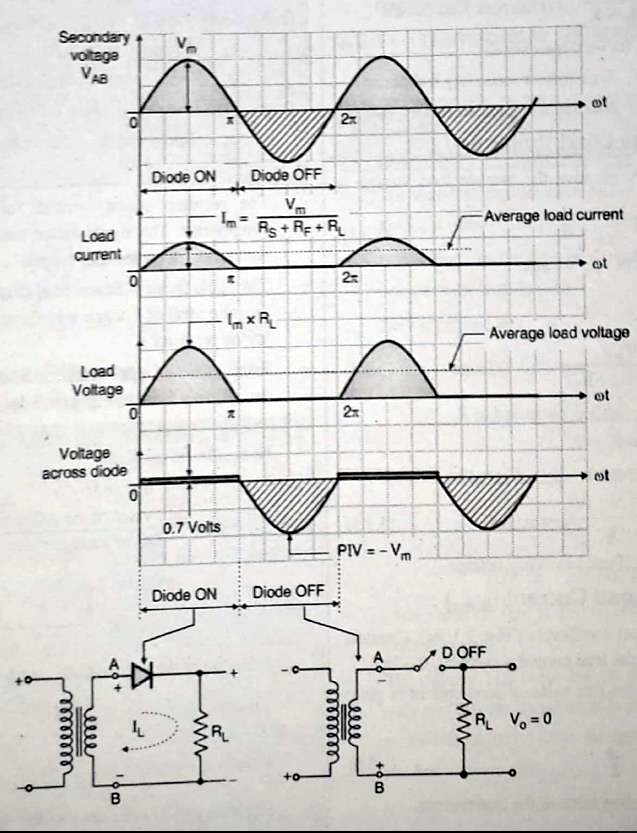 Secondary
voltage
V_AB
V_m
0
π
2π
ωt
Diode ON
Diode OFF
I_m = V_m / (R_S + R_F + R_L)
Average load current
Load
current
0
π
2π
ωt
I_m × R_L
Average load voltage
Load
Voltage
0
π
2π
ωt
Voltage
across diode
0
ωt
0.7 Volts
PIV = – V_m
Diode ON
Diode OFF
A
+
–
+
+
I_L
R_L
–
B
–
–
A
–
D OFF
R_L
V_o = 0
+
+
B